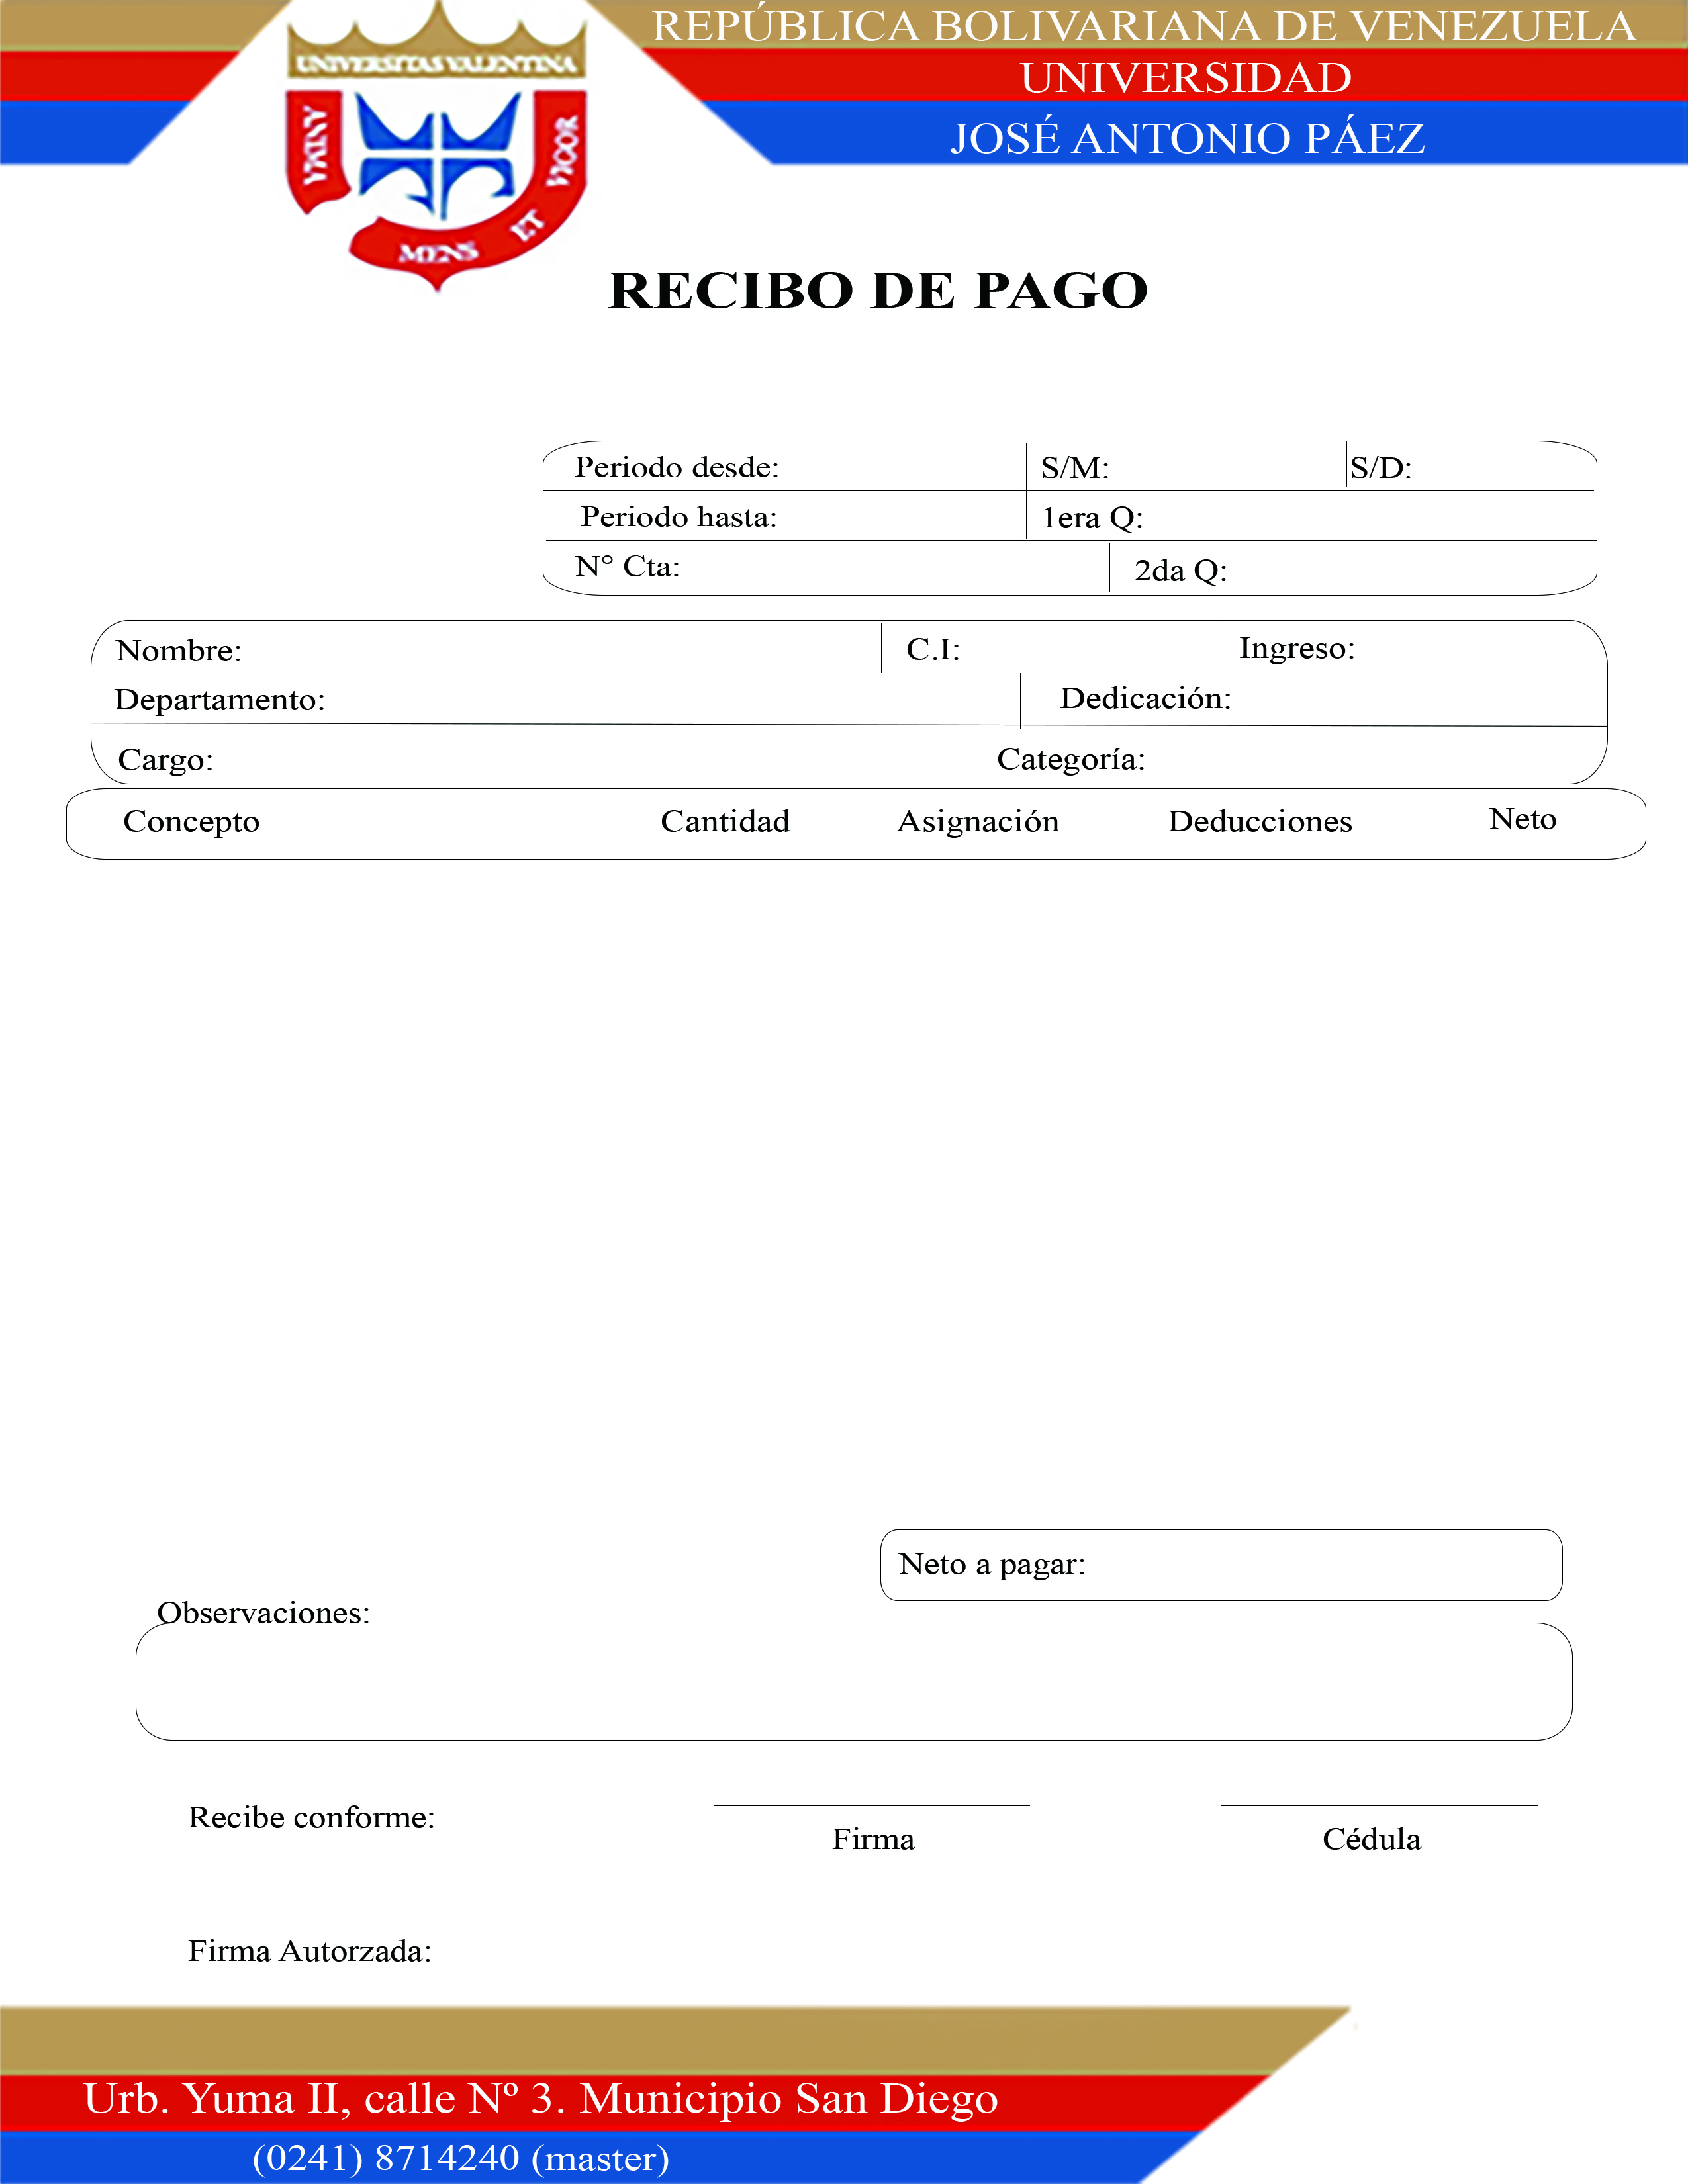 REPÚBLICA BOLIVARIANA DE VENEZUELA
UNIVERSIDAD
JOSÉ ANTONIO PÁEZ
UNIVERSITAS VALENTINA
MENS ET VIGOR
RECIBO DE PAGO
Periodo desde: S/M: S/D:
Periodo hasta: 1era Q:
N° Cta: 2da Q:
Nombre: C.I: Ingreso:
Departamento: Dedicación:
Cargo: Categoría:
Concepto Cantidad Asignación Deducciones Neto
Neto a pagar:
Observaciones:
Recibe conforme:
Firma Cédula
Firma Autorzada:
Urb. Yuma II, calle Nº 3. Municipio San Diego
(0241) 8714240 (master)